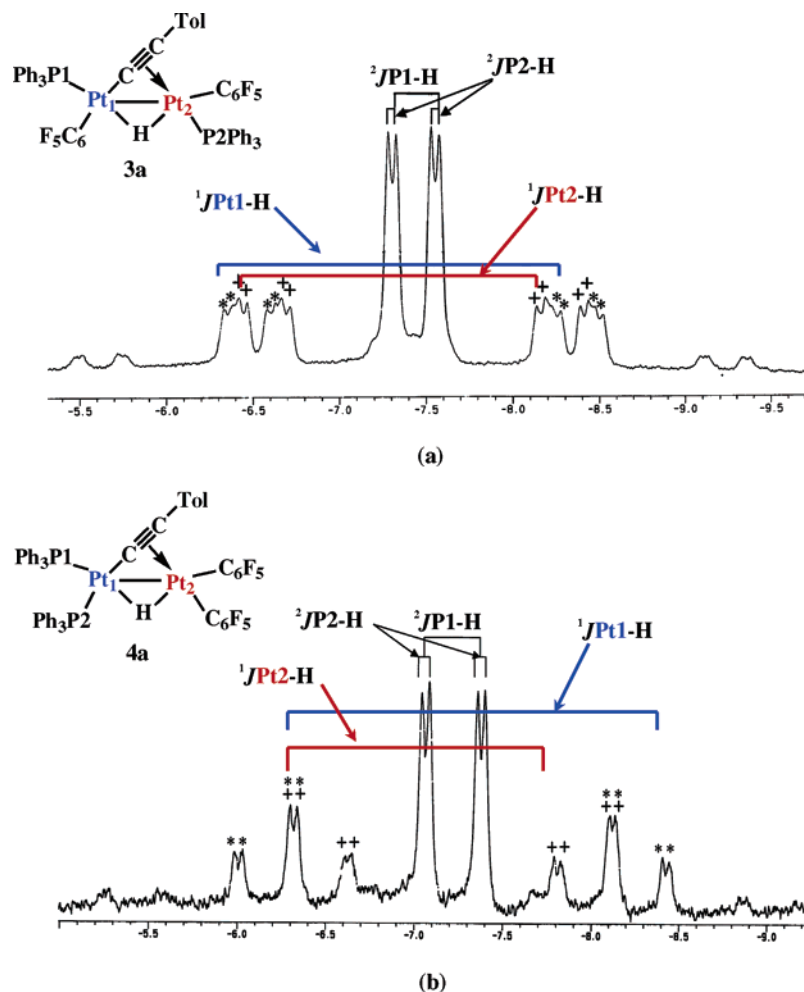 Tol
C
C
Ph3P1
C6F5
Pt1
Pt2
F5C6
H
P2Ph3
3a
²JP1-H
²JP2-H
¹JPt1-H
¹JPt2-H
* * + + * * + + + + * * + + * *
-5.5 -6.0 -6.5 -7.0 -7.5 -8.0 -8.5 -9.0 -9.5
(a)
Tol
C
C
Ph3P1
C6F5
Pt1
Pt2
Ph3P2
H
C6F5
4a
²JP2-H
²JP1-H
¹JPt1-H
¹JPt2-H
* * * *
* * + + + + + + + + * *
-5.5 -6.0 -6.5 -7.0 -7.5 -8.0 -8.5 -9.0
(b)